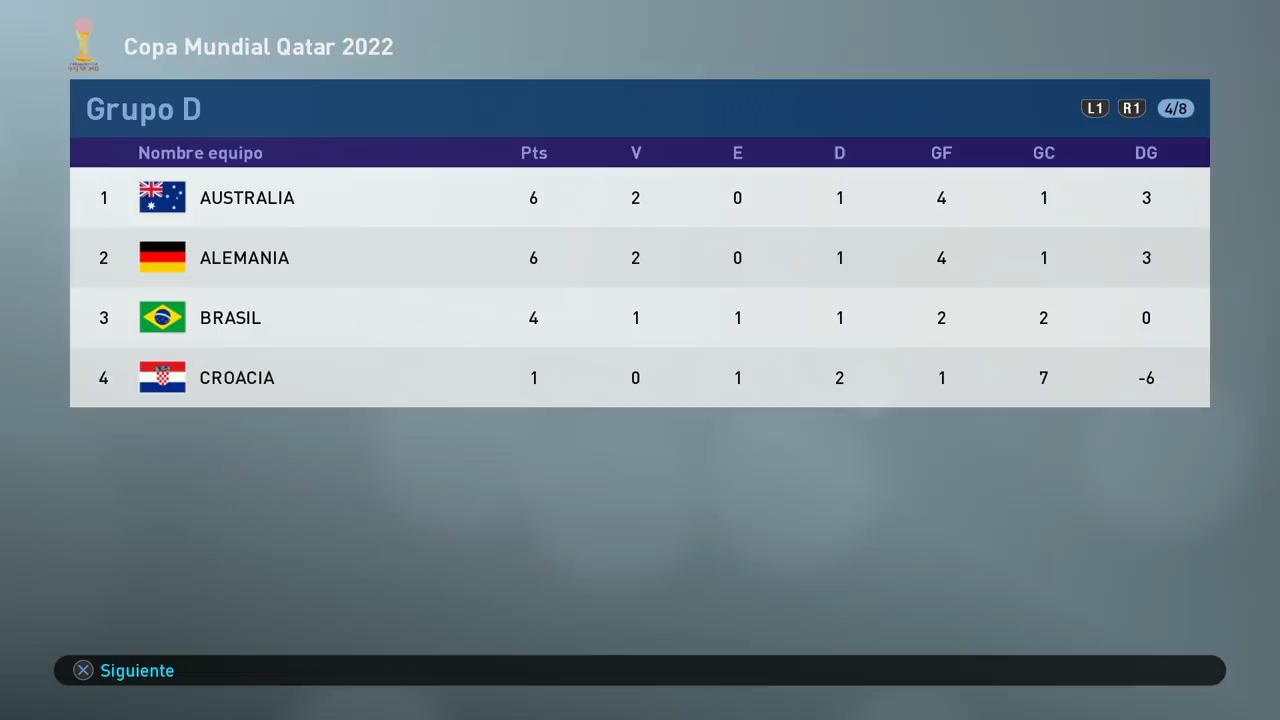 Copa Mundial Qatar 2022
Grupo D L1 R1 4/8
Nombre equipo Pts V E D GF GC DG
1 AUSTRALIA 6 2 0 1 4 1 3
2 ALEMANIA 6 2 0 1 4 1 3
3 BRASIL 4 1 1 1 2 2 0
4 CROACIA 1 0 1 2 1 7 -6
Siguiente